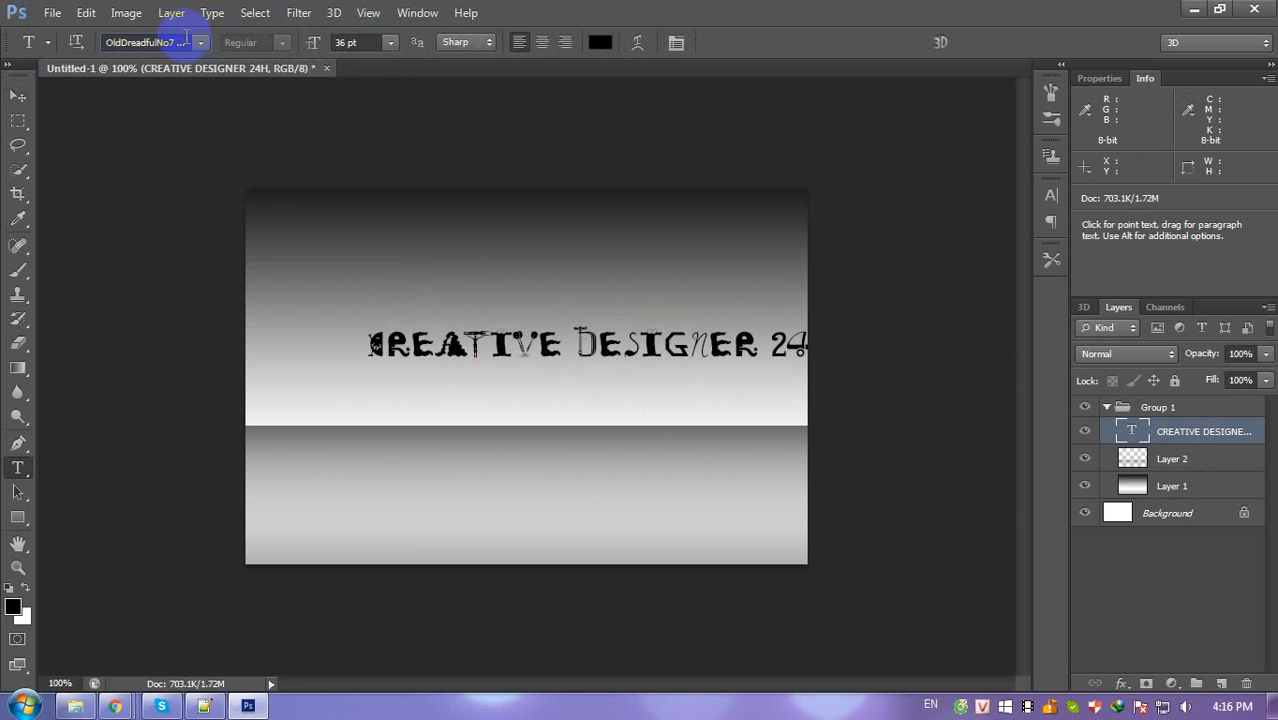 Ps File Edit Image Layer Type Select Filter 3D View Window Help
T OldDreadfulNo7 ... Regular 36 pt aa Sharp 3D 3D
Untitled-1 @ 100% (CREATIVE DESIGNER 24H, RGB/8) * ×
Properties Info
R :
G :
B :
8-bit
C :
M :
Y :
K :
8-bit
X :
Y :
W :
H :
Doc: 703.1K/1.72M
Click for point text, drag for paragraph
text. Use Alt for additional options.
CREATIVE DESIGNER 24
3D Layers Channels
Kind
Normal Opacity: 100%
Lock: Fill: 100%
Group 1
T CREATIVE DESIGNE...
Layer 2
Layer 1
Background
100% Doc: 703.1K/1.72M
EN 4:16 PM